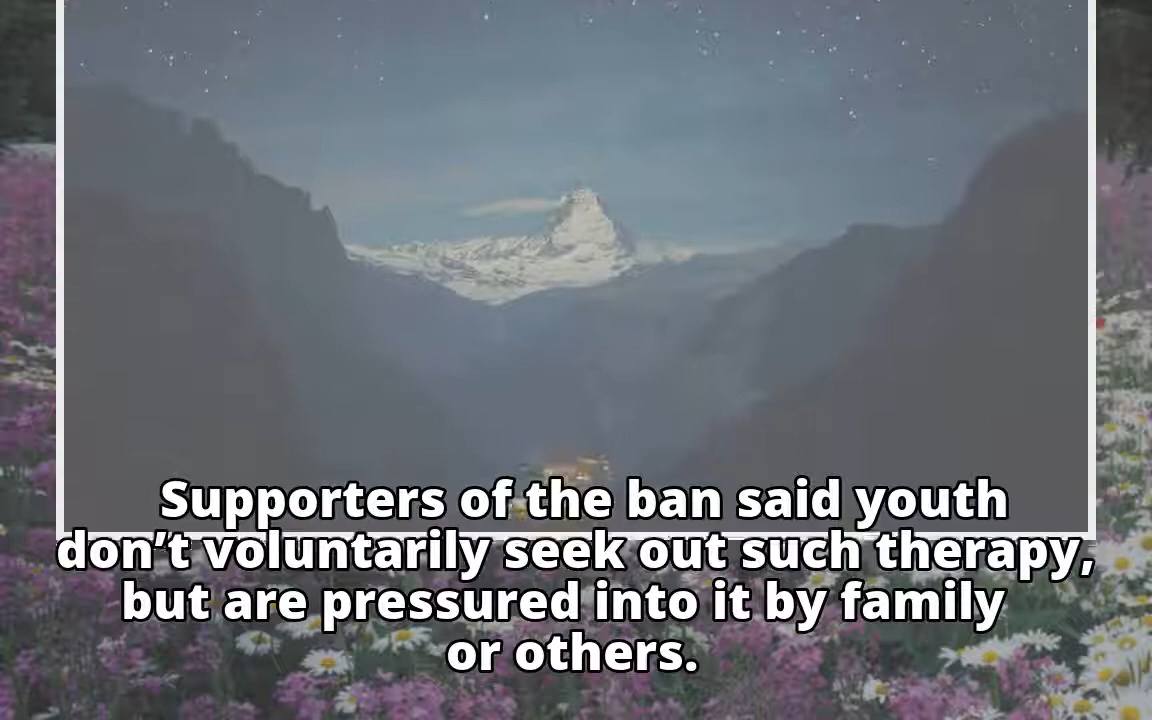 Supporters of the ban said youth
don’t voluntarily seek out such therapy,
but are pressured into it by family
or others.